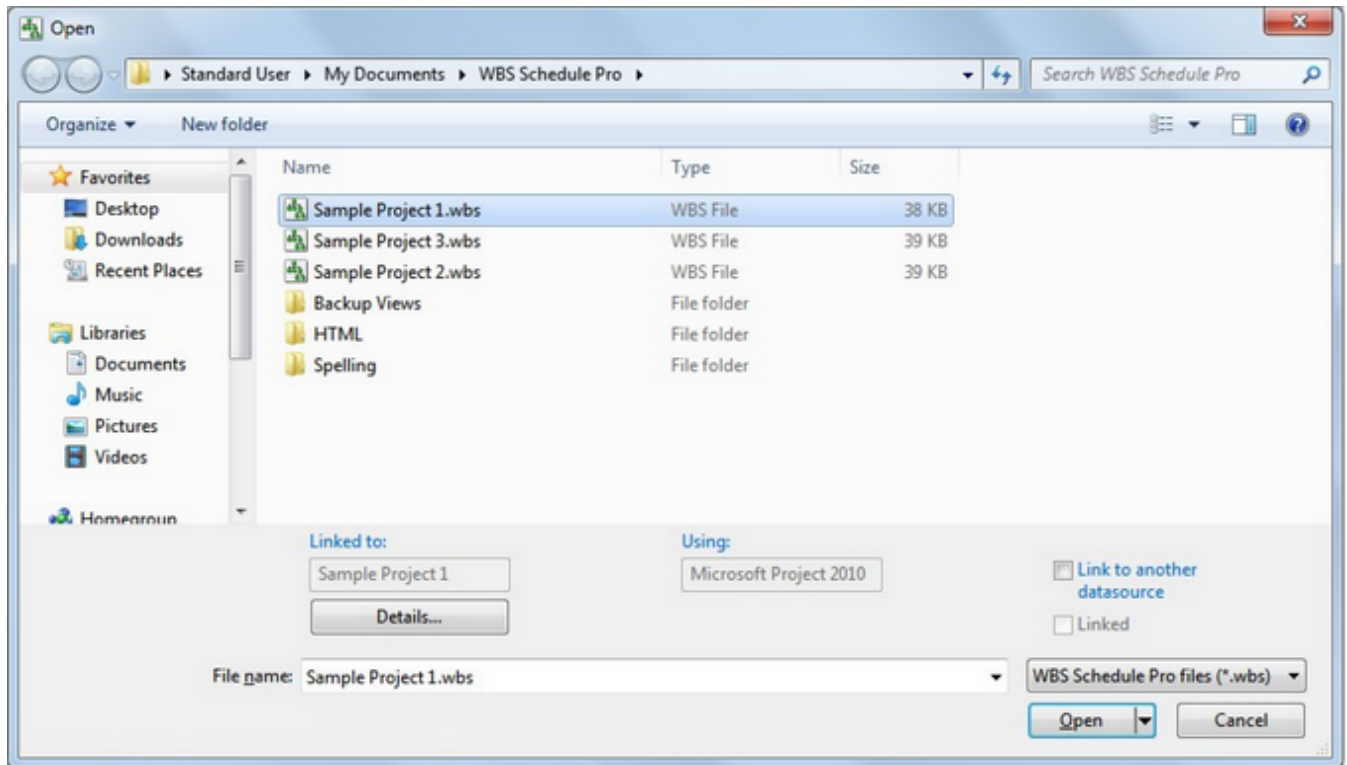 Open
Standard User My Documents WBS Schedule Pro Search WBS Schedule Pro
Organize New folder
Favorites
Desktop
Downloads
Recent Places
Libraries
Documents
Music
Pictures
Videos
Homegroup
Name Type Size
Sample Project 1.wbs WBS File 38 KB
Sample Project 3.wbs WBS File 39 KB
Sample Project 2.wbs WBS File 39 KB
Backup Views File folder
HTML File folder
Spelling File folder
Linked to: Using:
Sample Project 1 Microsoft Project 2010
Details...
Link to another
datasource
Linked
File name: Sample Project 1.wbs WBS Schedule Pro files (*.wbs)
Open Cancel